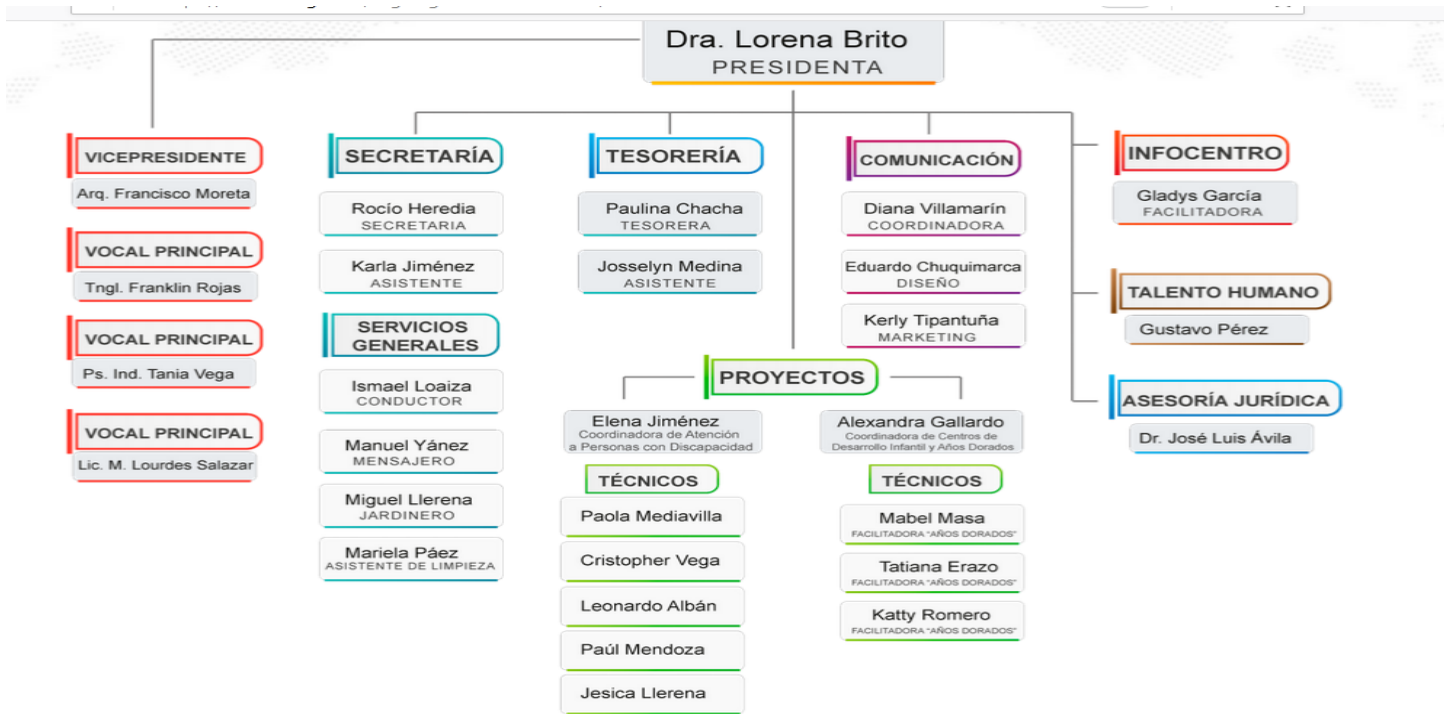 Dra. Lorena Brito
PRESIDENTA
VICEPRESIDENTE
Arq. Francisco Moreta
VOCAL PRINCIPAL
Tngl. Franklin Rojas
VOCAL PRINCIPAL
Ps. Ind. Tania Vega
VOCAL PRINCIPAL
Lic. M. Lourdes Salazar
SECRETARÍA
Rocío Heredia
SECRETARIA
Karla Jiménez
ASISTENTE
SERVICIOS
GENERALES
Ismael Loaiza
CONDUCTOR
Manuel Yánez
MENSAJERO
Miguel Llerena
JARDINERO
Mariela Páez
ASISTENTE DE LIMPIEZA
TESORERÍA
Paulina Chacha
TESORERA
Josselyn Medina
ASISTENTE
COMUNICACIÓN
Diana Villamarín
COORDINADORA
Eduardo Chuquimarca
DISEÑO
Kerly Tipantuña
MARKETING
PROYECTOS
Elena Jiménez
Coordinadora de Atención
a Personas con Discapacidad
TÉCNICOS
Paola Mediavilla
Cristopher Vega
Leonardo Albán
Paúl Mendoza
Jesica Llerena
Alexandra Gallardo
Coordinadora de Centros de
Desarrollo Infantil y Años Dorados
TÉCNICOS
Mabel Masa
FACILITADORA "AÑOS DORADOS"
Tatiana Erazo
FACILITADORA "AÑOS DORADOS"
Katty Romero
FACILITADORA "AÑOS DORADOS"
INFOCENTRO
Gladys García
FACILITADORA
TALENTO HUMANO
Gustavo Pérez
ASESORÍA JURÍDICA
Dr. José Luis Ávila